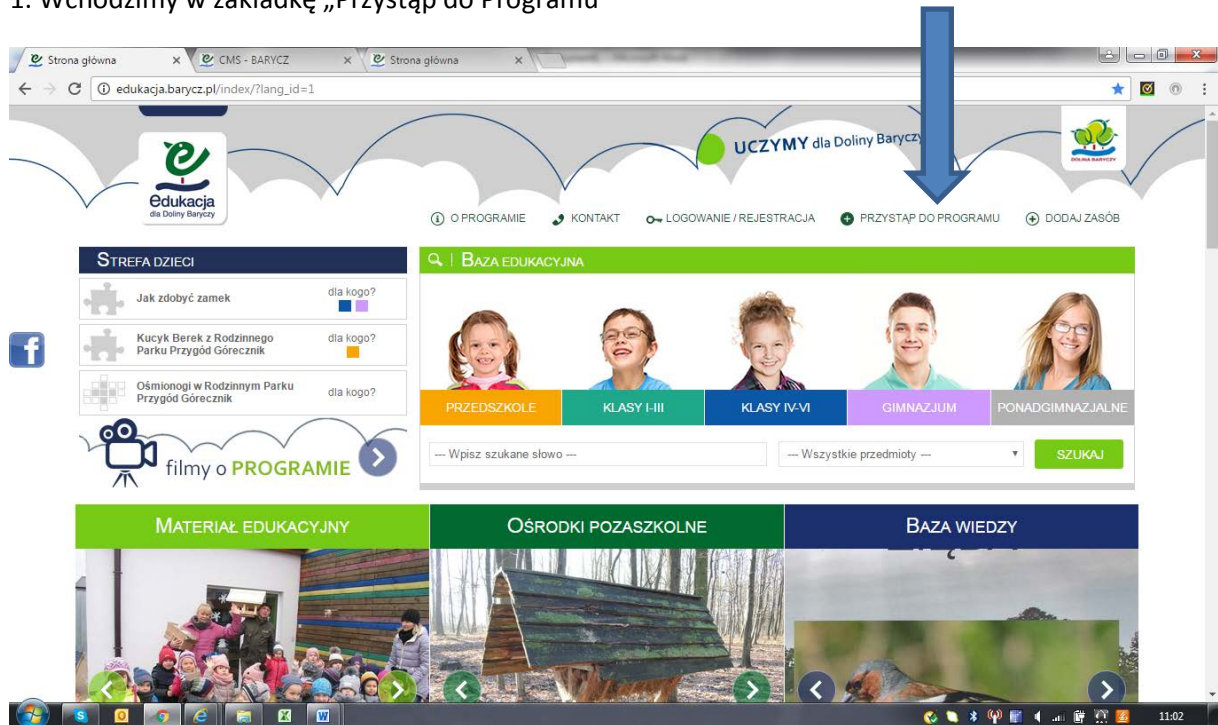 1. Wchodzimy w zakładkę „Przystąp do Programu”
Strona główna
CMS - BARYCZ
Strona główna
edukacja.barycz.pl/index/?lang_id=1
edukacja
dla Doliny Baryczy
UCZYMY dla Doliny Baryczy
DOLINA BARYCZY
O PROGRAMIE
KONTAKT
LOGOWANIE / REJESTRACJA
PRZYSTĄP DO PROGRAMU
DODAJ ZASÓB
STREFA DZIECI
BAZA EDUKACYJNA
Jak zdobyć zamek
dla kogo?
Kucyk Berek z Rodzinnego
Parku Przygód Górecznik
dla kogo?
Ośmionogi w Rodzinnym Parku
Przygód Górecznik
dla kogo?
PRZEDSZKOLE
KLASY I-III
KLASY IV-VI
GIMNAZJUM
PONADGIMNAZJALNE
filmy o PROGRAMIE
--- Wpisz szukane słowo ---
--- Wszystkie przedmioty ---
SZUKAJ
MATERIAŁ EDUKACYJNY
OŚRODKI POZASZKOLNE
BAZA WIEDZY
11:02